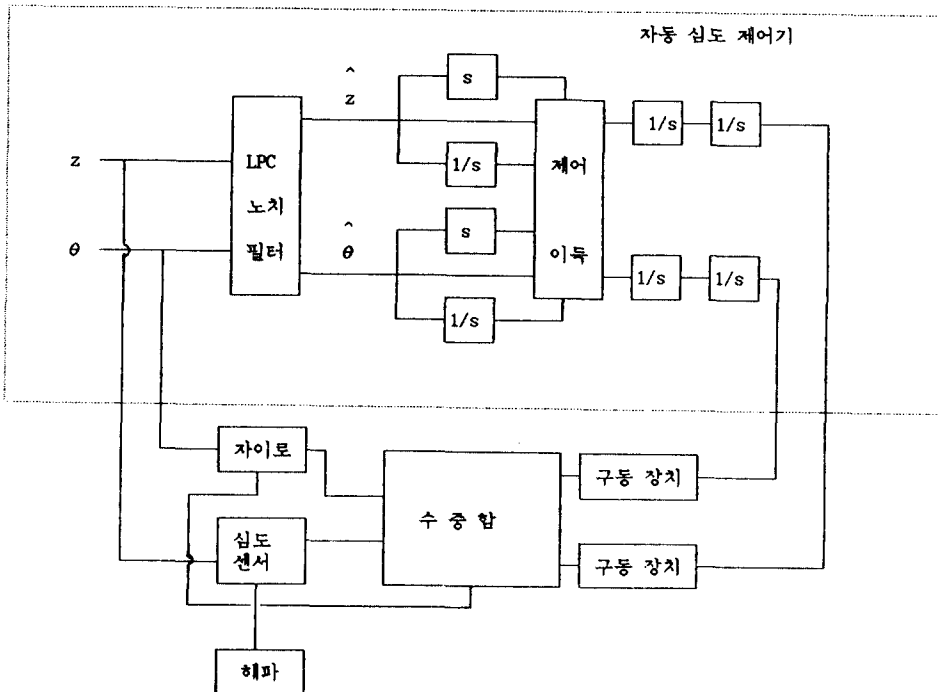 자동 심도 제어기
^
z
s
1/s
1/s
z
LPC
노치
필터
1/s
제어
이득
θ
^
θ
s
1/s
1/s
1/s
자이로
수 중 함
구동 장치
심도
센서
구동 장치
해파